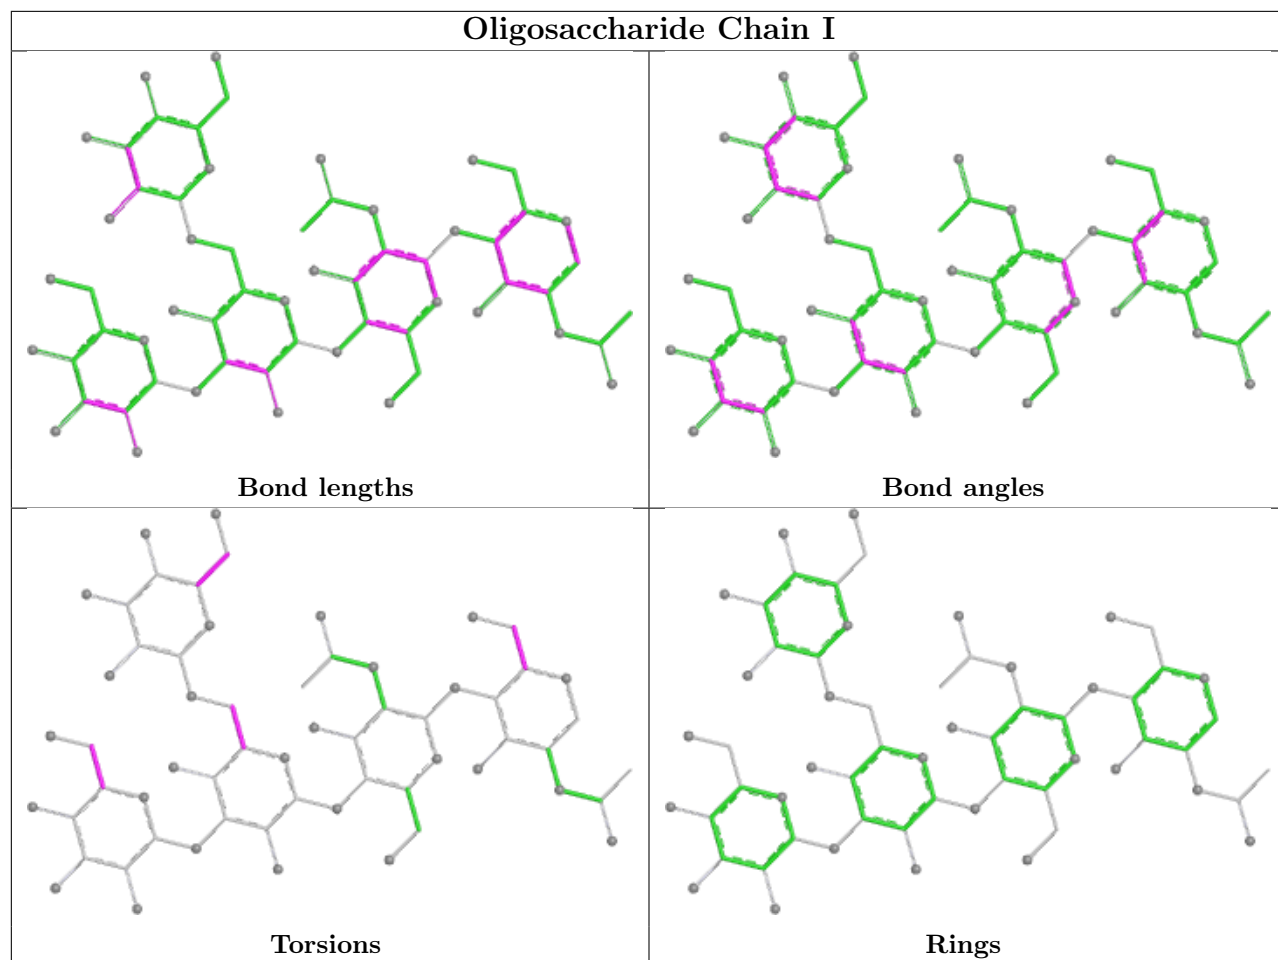 Oligosaccharide Chain I
Bond lengths
Bond angles
Torsions
Rings